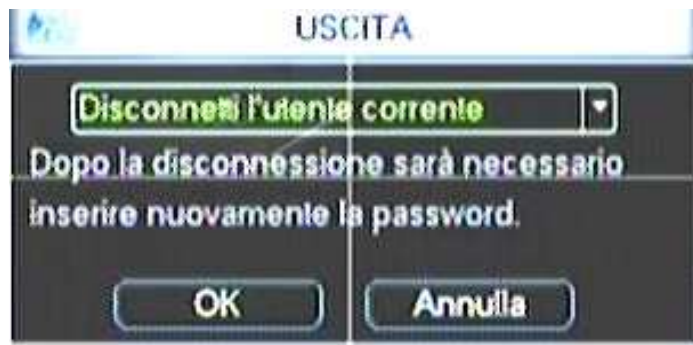 USCITA
Disconnetti l'utente corrente
Dopo la disconnessione sarà necessario
inserire nuovamente la password.
OK
Annulla